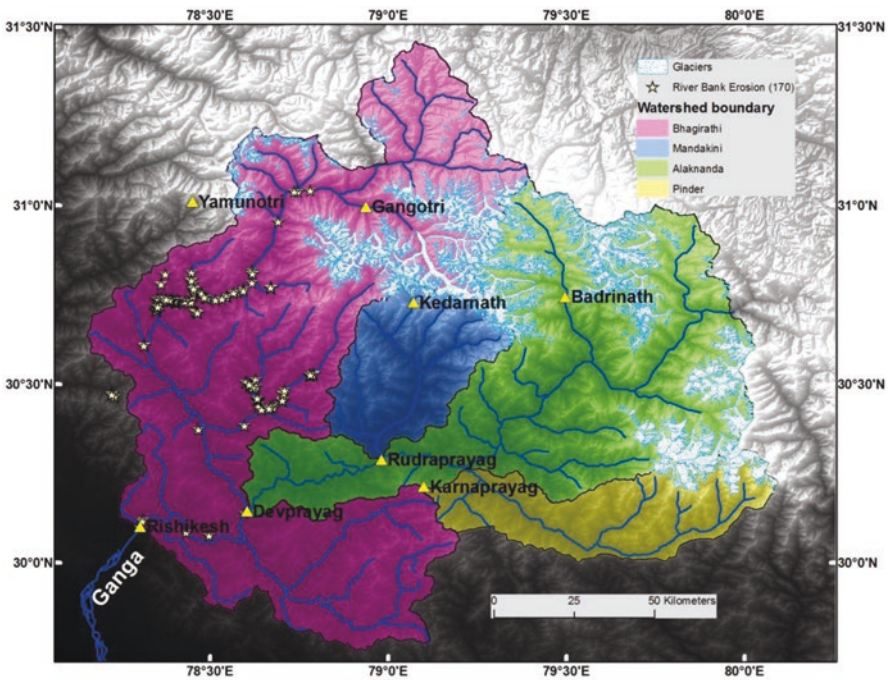 78°30'E 79°0'E 79°30'E 80°0'E
31°30'N 31°30'N
Glaciers
River Bank Erosion (170)
Watershed boundary
Bhagirathi
Mandakini
Alaknanda
Pinder
31°0'N Yamunotri Gangotri 31°0'N
Kedarnath Badrinath
30°30'N 30°30'N
Rudraprayag
Karnaprayag
Devprayag
Rishikesh
30°0'N 30°0'N
Ganga
0 25 50 Kilometers
78°30'E 79°0'E 79°30'E 80°0'E